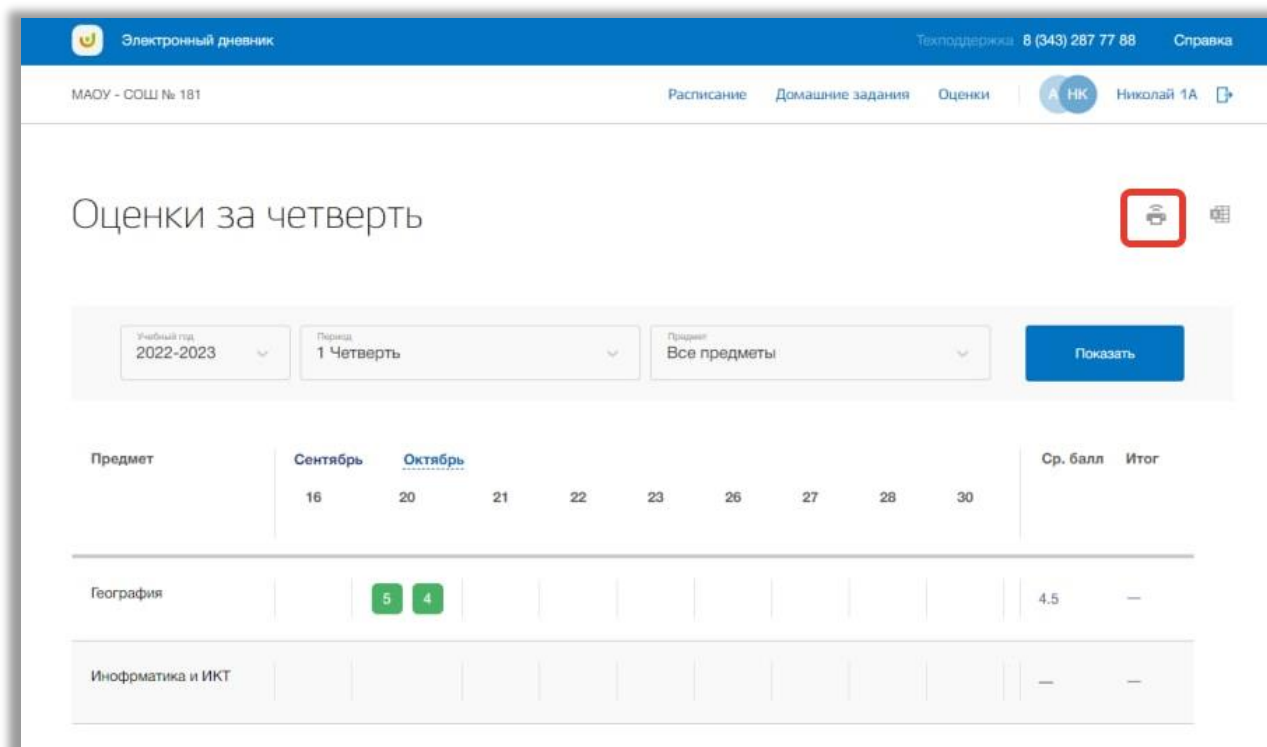 Электронный дневник Техподдержка 8 (343) 287 77 88 Справка
МАОУ - СОШ № 181 Расписание Домашние задания Оценки А НК Николай 1А
Оценки за четверть
Учебный год Период Предмет
2022-2023 1 Четверть Все предметы Показать
Предмет Сентябрь Октябрь Ср. балл Итог
16 20 21 22 23 26 27 28 30
География 5 4 4.5 —
Инофрматика и ИКТ — —